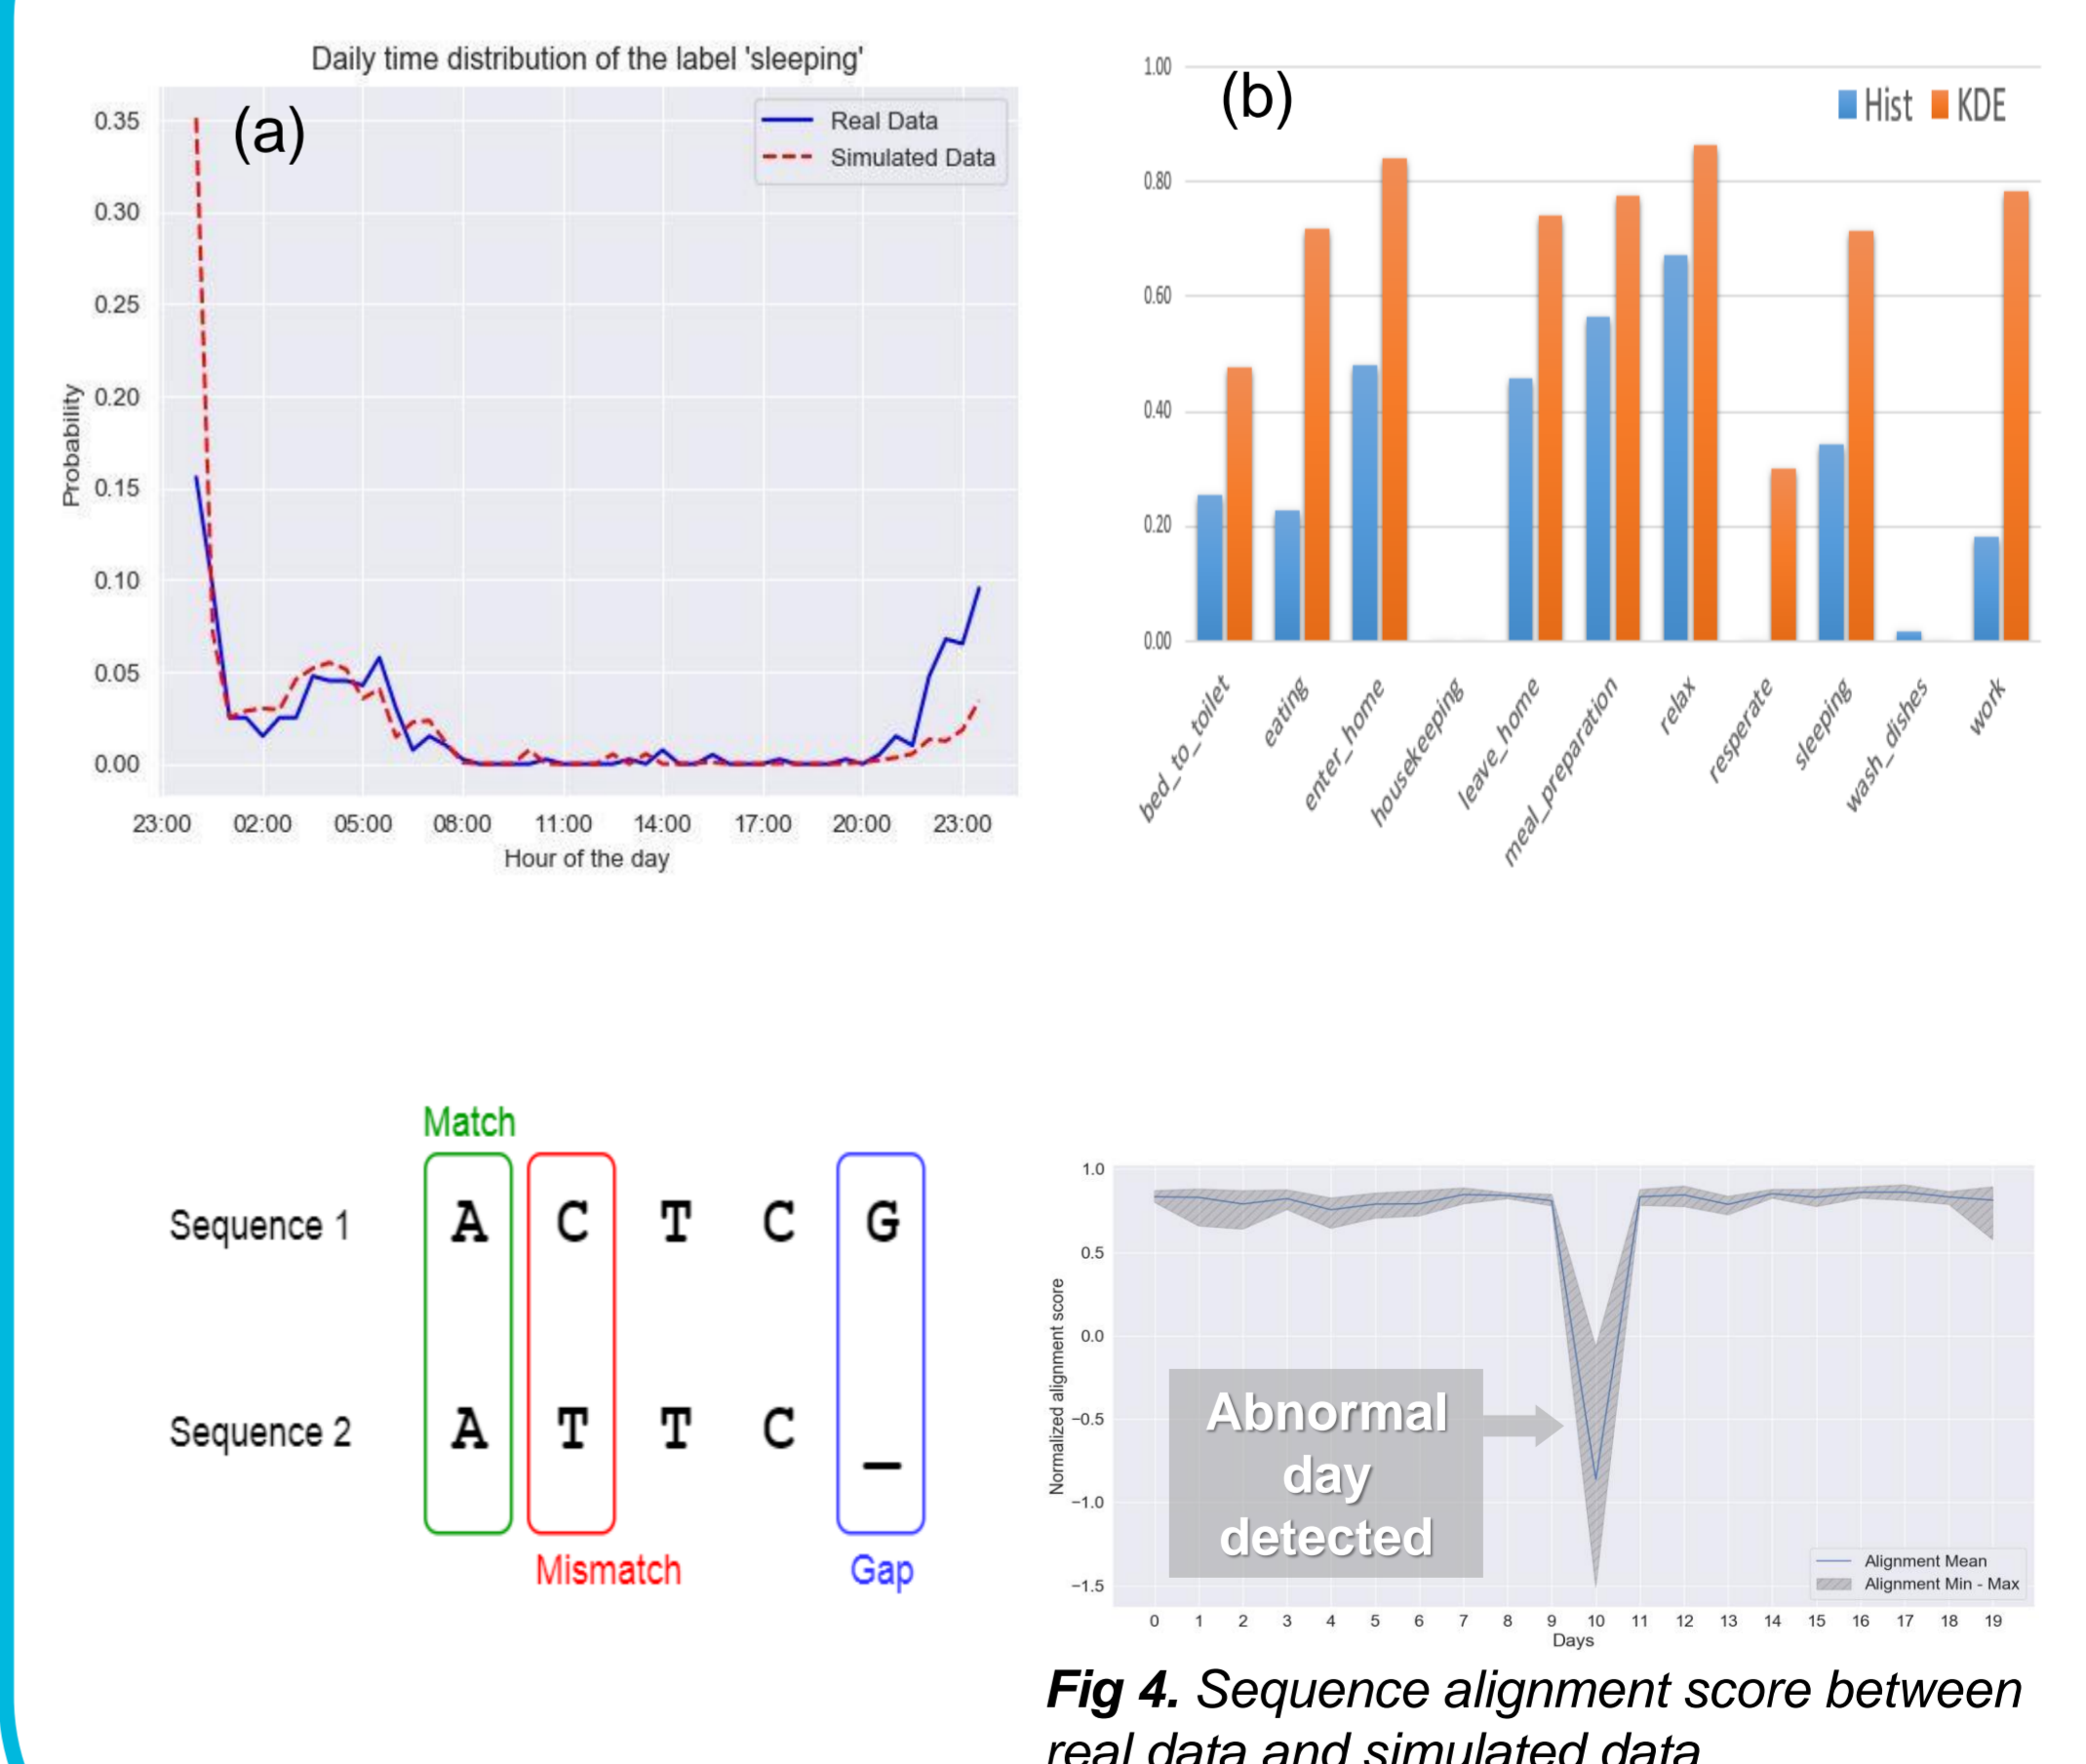 Daily time distribution of the label 'sleeping'
(a)
Real Data
Simulated Data
0.35
0.30
0.25
0.20
0.15
0.10
0.05
0.00
Probability
23:00 02:00 05:00 08:00 11:00 14:00 17:00 20:00 23:00
Hour of the day
(b)
Hist KDE
1.00
0.80
0.60
0.40
0.20
0.00
bed_to_toilet
eating
enter_home
housekeeping
leave_home
meal_preparation
relax
resperate
sleeping
wash_dishes
work
Match
Sequence 1 A C T C G
Sequence 2 A T T C _
Mismatch Gap
1.0
0.5
0.0
−0.5
−1.0
−1.5
Normalized alignment score
Abnormal
day
detected
Alignment Mean
Alignment Min - Max
0 1 2 3 4 5 6 7 8 9 10 11 12 13 14 15 16 17 18 19
Days
Fig 4. Sequence alignment score between
real data and simulated data